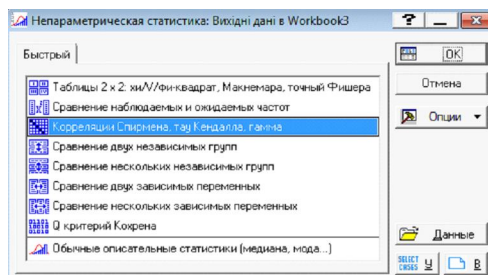 Непараметрическая статистика: Вихідні дані в Workbook3
Быстрый
Таблицы 2 x 2: хи/V/фи-квадрат, Макнемара, точный Фишера
Сравнение наблюдаемых и ожидаемых частот
Корреляции Спирмена, тау Кендалла, гамма
Сравнение двух независимых групп
Сравнение нескольких независимых групп
Сравнение двух зависимых переменных
Сравнение нескольких зависимых переменных
Q критерий Кохрена
Обычные описательные статистики (медиана, мода...)
OK
Отмена
Опции
Данные
SELECT CASES У В